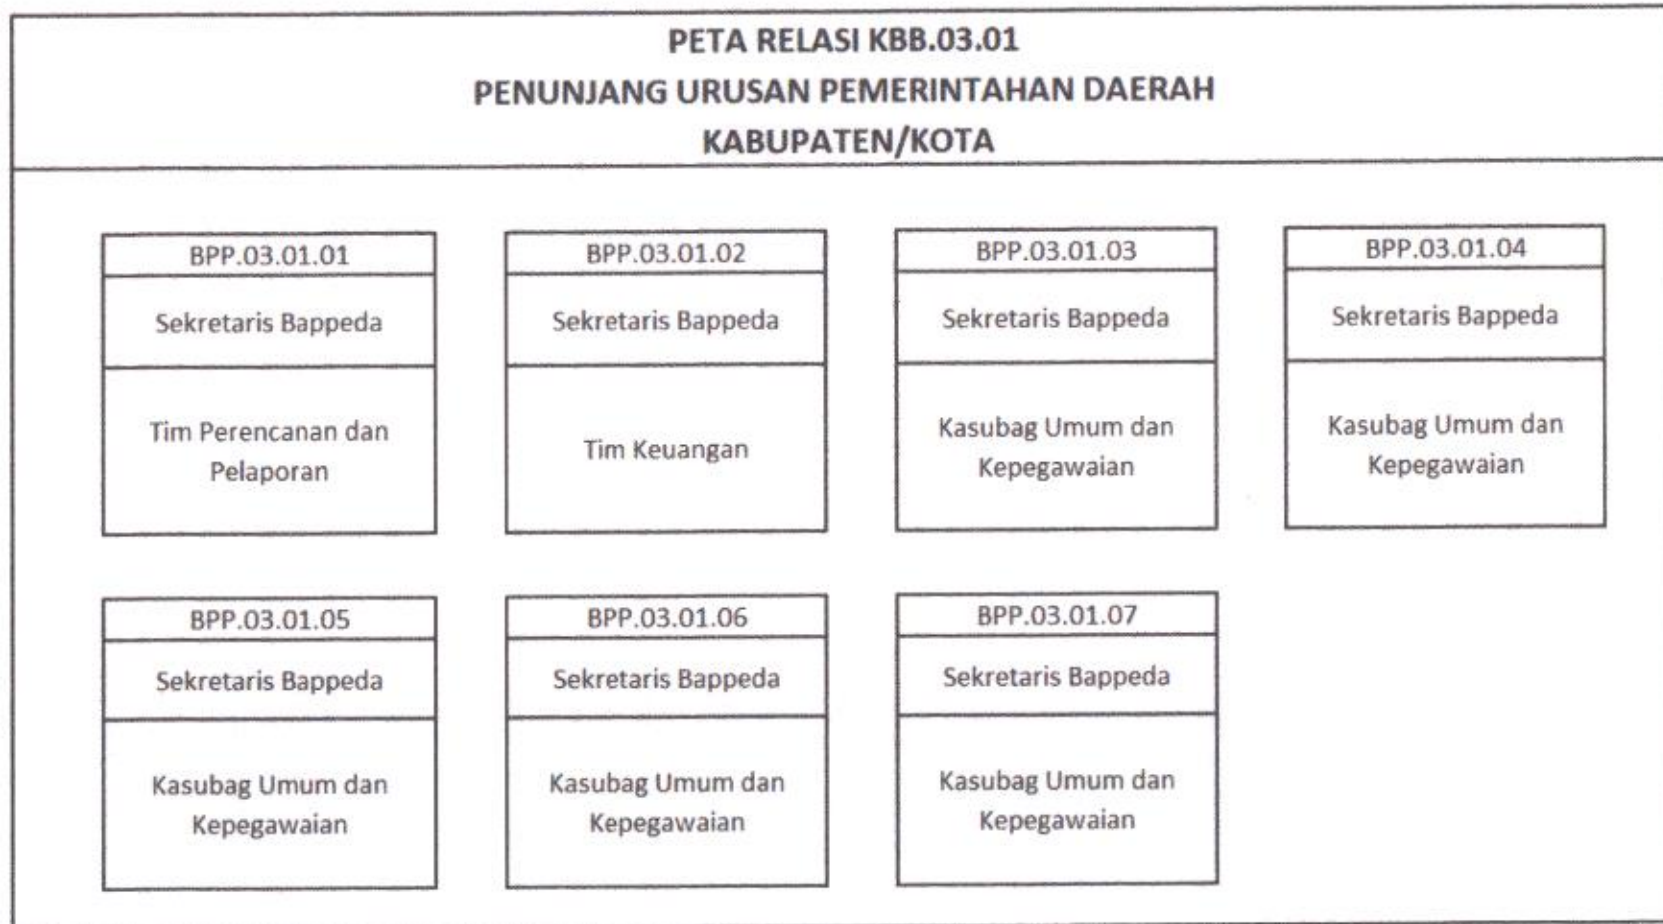 PETA RELASI KBB.03.01
PENUNJANG URUSAN PEMERINTAHAN DAERAH
KABUPATEN/KOTA
BPP.03.01.01
Sekretaris Bappeda
Tim Perencanan dan
Pelaporan
BPP.03.01.02
Sekretaris Bappeda
Tim Keuangan
BPP.03.01.03
Sekretaris Bappeda
Kasubag Umum dan
Kepegawaian
BPP.03.01.04
Sekretaris Bappeda
Kasubag Umum dan
Kepegawaian
BPP.03.01.05
Sekretaris Bappeda
Kasubag Umum dan
Kepegawaian
BPP.03.01.06
Sekretaris Bappeda
Kasubag Umum dan
Kepegawaian
BPP.03.01.07
Sekretaris Bappeda
Kasubag Umum dan
Kepegawaian